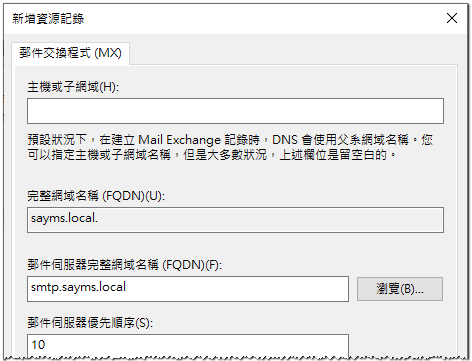 新增資源記錄
郵件交換程式 (MX)
主機或子網域(H):
預設狀況下，在建立 Mail Exchange 記錄時，DNS 會使用父系網域名稱。您
可以指定主機或子網域名稱，但是大多數狀況，上述欄位是留空白的。
完整網域名稱 (FQDN)(U):
sayms.local.
郵件伺服器完整網域名稱 (FQDN)(F):
smtp.sayms.local
瀏覽(B)...
郵件伺服器優先順序(S):
10